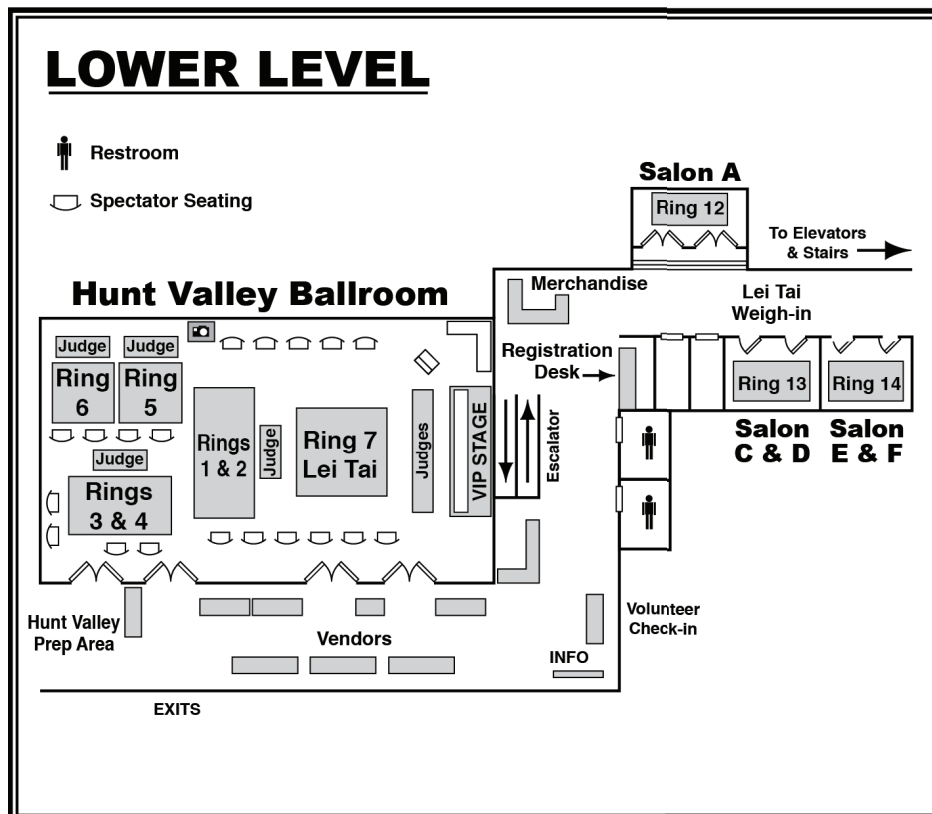 LOWER LEVEL
Restroom
Spectator Seating
Salon A
Ring 12
To Elevators
& Stairs
Hunt Valley Ballroom
Merchandise
Lei Tai
Weigh-in
Judge
Judge
Ring
6
Ring
5
Registration
Desk
Ring 13
Ring 14
Salon
C & D
Salon
E & F
Rings
1 & 2
Judge
Ring 7
Lei Tai
Judges
VIP STAGE
Escalator
Judge
Rings
3 & 4
Hunt Valley
Prep Area
Vendors
Volunteer
Check-in
INFO
EXITS